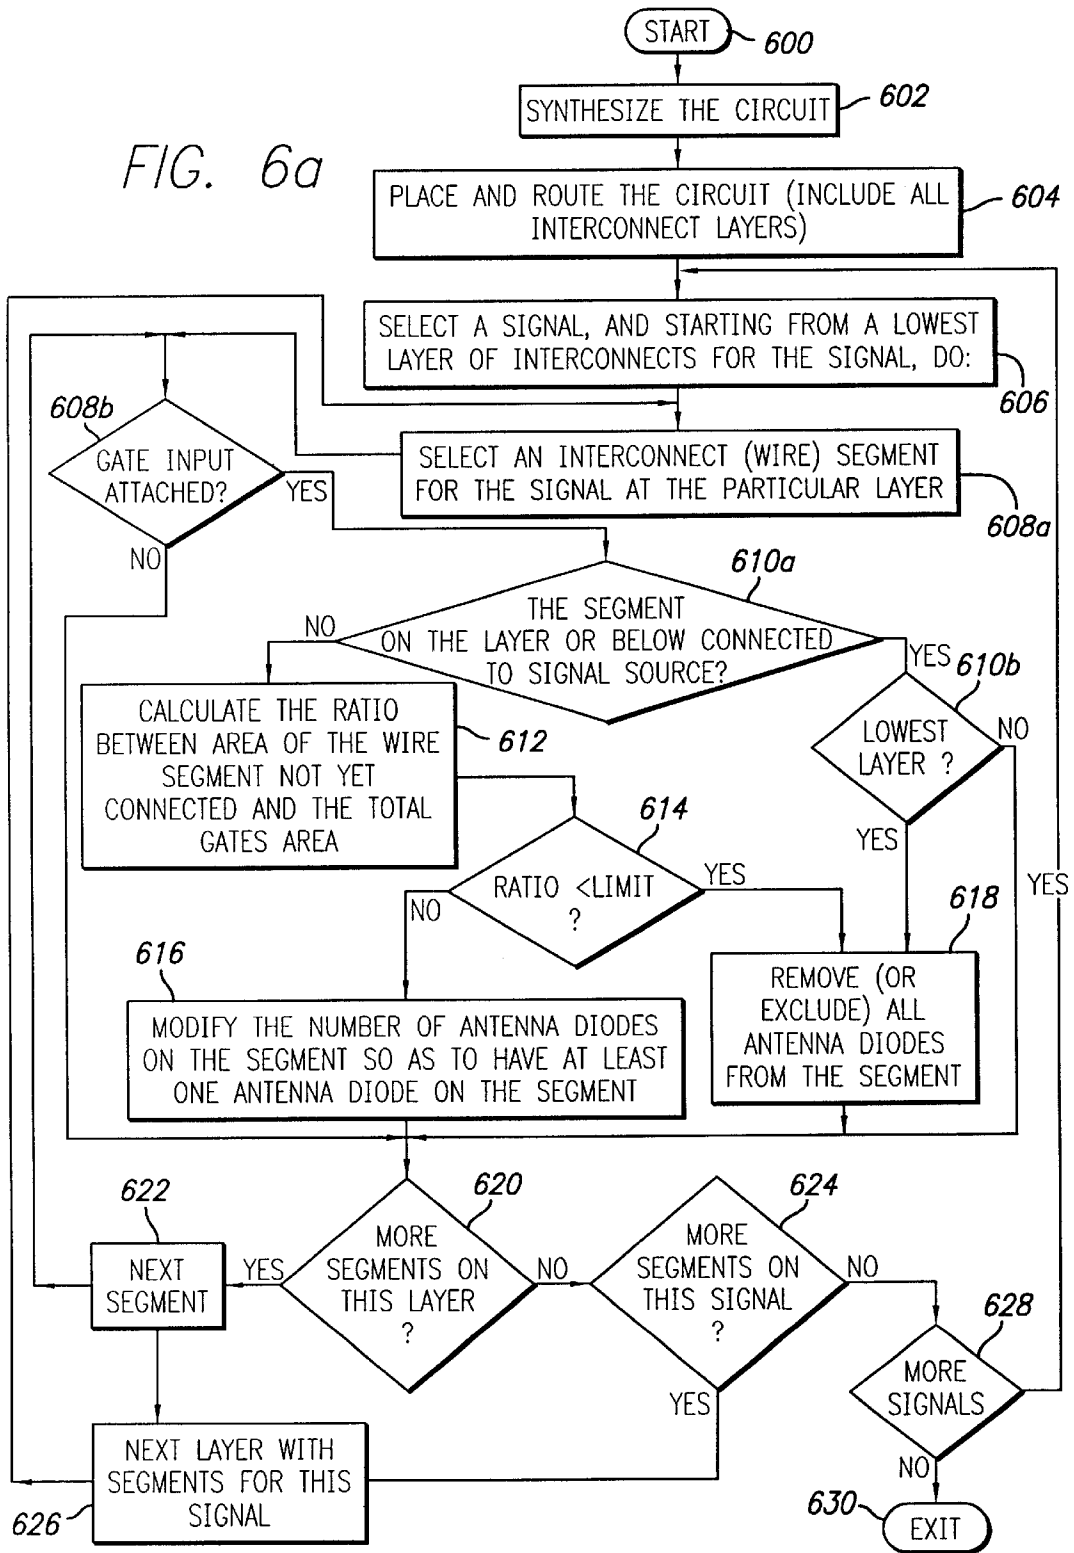 START
600
SYNTHESIZE THE CIRCUIT
602
FIG. 6a
PLACE AND ROUTE THE CIRCUIT (INCLUDE ALL
INTERCONNECT LAYERS)
604
SELECT A SIGNAL, AND STARTING FROM A LOWEST
LAYER OF INTERCONNECTS FOR THE SIGNAL, DO:
606
608b
GATE INPUT
ATTACHED?
YES
NO
SELECT AN INTERCONNECT (WIRE) SEGMENT
FOR THE SIGNAL AT THE PARTICULAR LAYER
608a
610a
THE SEGMENT
ON THE LAYER OR BELOW CONNECTED
TO SIGNAL SOURCE?
NO
YES
610b
LOWEST
LAYER ?
NO
YES
CALCULATE THE RATIO
BETWEEN AREA OF THE WIRE
SEGMENT NOT YET
CONNECTED AND THE TOTAL
GATES AREA
612
614
RATIO <LIMIT
?
YES
NO
YES
618
616
MODIFY THE NUMBER OF ANTENNA DIODES
ON THE SEGMENT SO AS TO HAVE AT LEAST
ONE ANTENNA DIODE ON THE SEGMENT
REMOVE (OR
EXCLUDE) ALL
ANTENNA DIODES
FROM THE SEGMENT
622
NEXT
SEGMENT
YES
620
MORE
SEGMENTS ON
THIS LAYER
?
NO
624
MORE
SEGMENTS ON
THIS SIGNAL
?
NO
YES
628
MORE
SIGNALS
NO
NEXT LAYER WITH
SEGMENTS FOR THIS
SIGNAL
626
630
EXIT